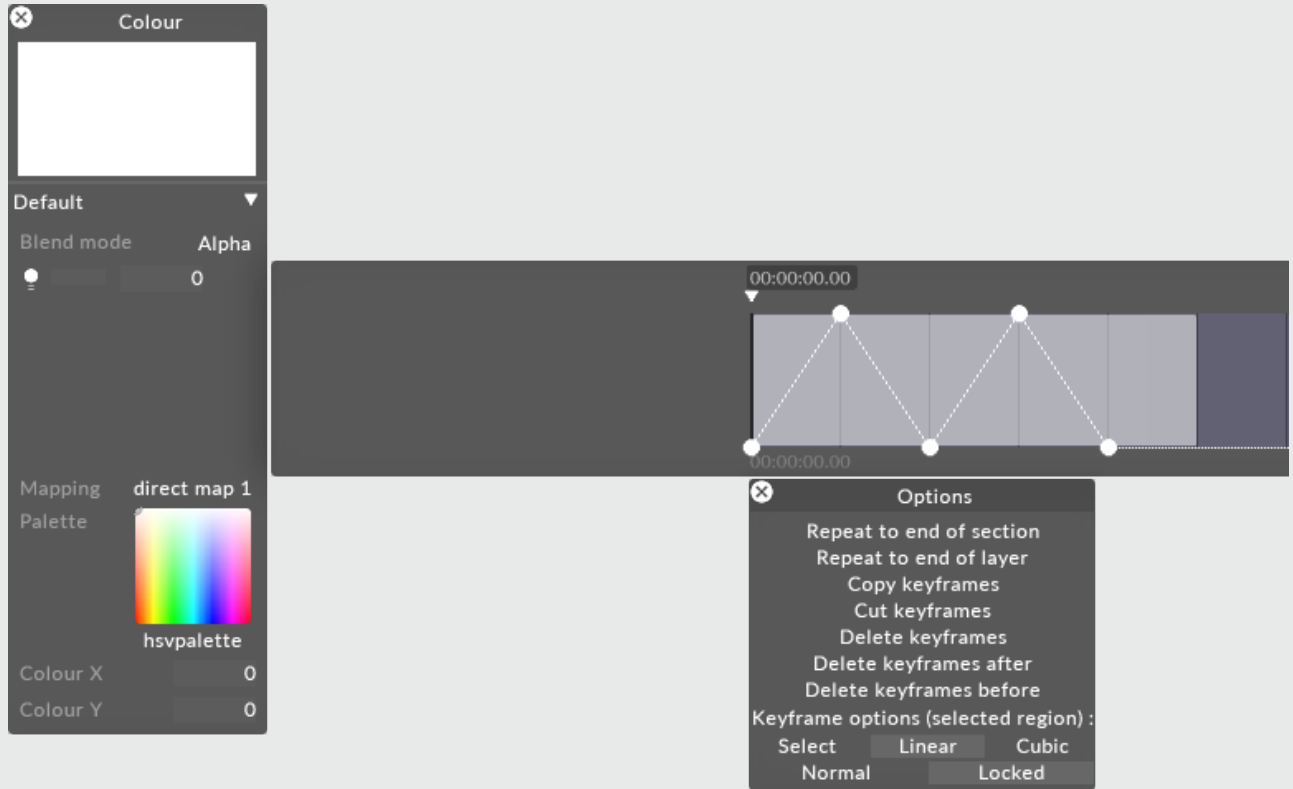 Colour
Default
Blend mode Alpha
0
Mapping direct map 1
Palette
hsvpalette
Colour X 0
Colour Y 0
00:00:00.00
00:00:00.00
Options
Repeat to end of section
Repeat to end of layer
Copy keyframes
Cut keyframes
Delete keyframes
Delete keyframes after
Delete keyframes before
Keyframe options (selected region) :
Select Linear Cubic
Normal Locked